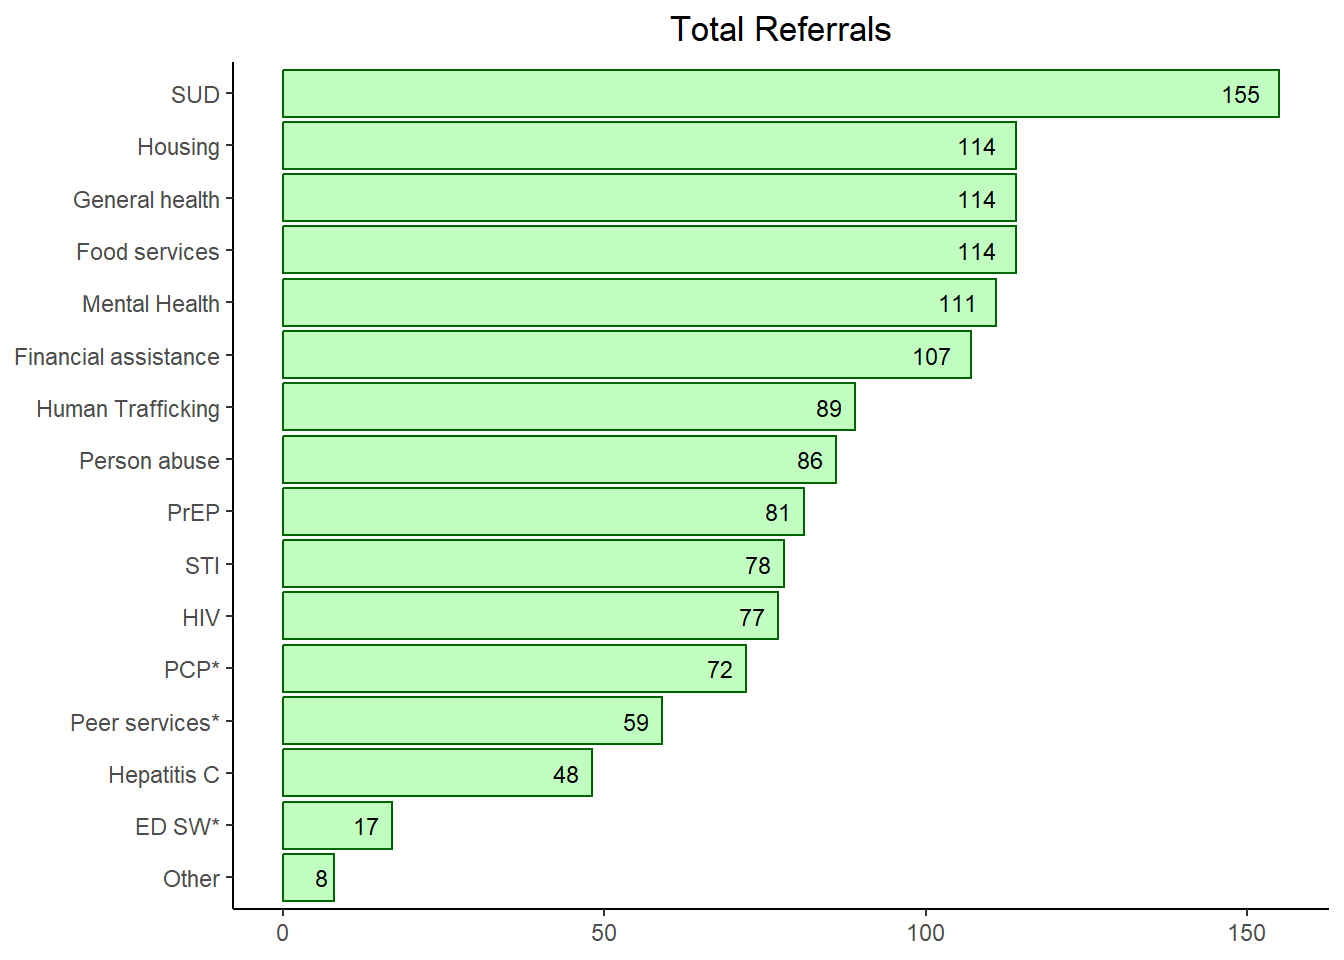 Total Referrals
SUD 155
Housing 114
General health 114
Food services 114
Mental Health 111
Financial assistance 107
Human Trafficking 89
Person abuse 86
PrEP 81
STI 78
HIV 77
PCP* 72
Peer services* 59
Hepatitis C 48
ED SW* 17
Other 8
0 50 100 150